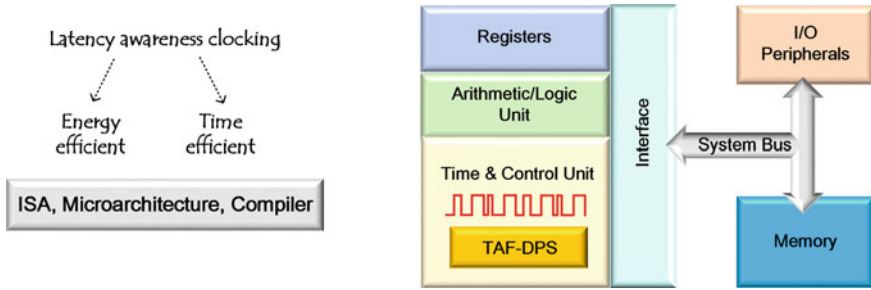 Latency awareness clocking
Energy
efficient
Time
efficient
ISA, Microarchitecture, Compiler
Registers
Arithmetic/Logic
Unit
Time & Control Unit
TAF-DPS
Interface
System Bus
I/O
Peripherals
Memory